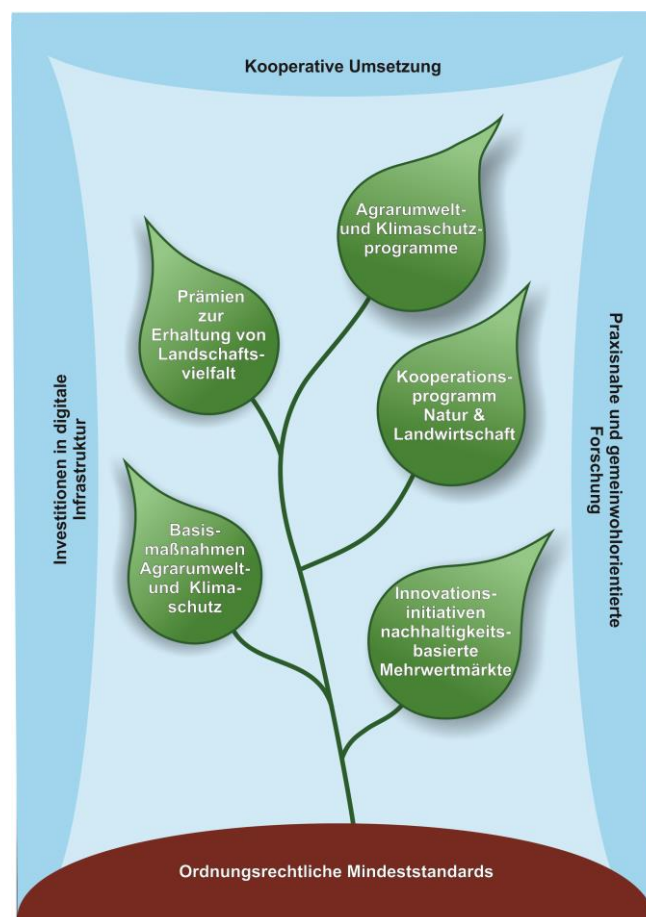 Kooperative Umsetzung
Agrarumwelt-
und Klimaschutz-
programme
Prämien
zur
Erhaltung von
Landschafts-
vielfalt
Kooperations-
programm
Natur &
Landwirtschaft
Investitionen in digitale
Infrastruktur
Praxisnahe und gemeinwohlorientierte
Forschung
Basis-
maßnahmen
Agrarumwelt-
und Klima-
schutz
Innovations-
initiativen
nachhaltigkeits-
basierte
Mehrwertmärkte
Ordnungsrechtliche Mindeststandards